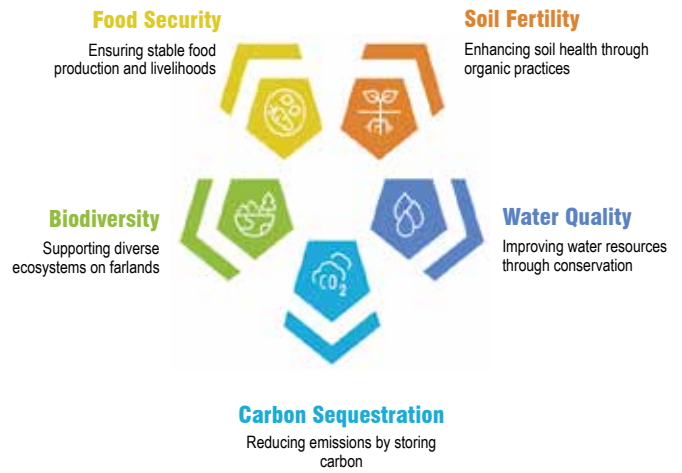 Food Security
Ensuring stable food
production and livelihoods
Soil Fertility
Enhancing soil health through
organic practices
Biodiversity
Supporting diverse
ecosystems on farlands
Water Quality
Improving water resources
through conservation
CO2
Carbon Sequestration
Reducing emissions by storing
carbon